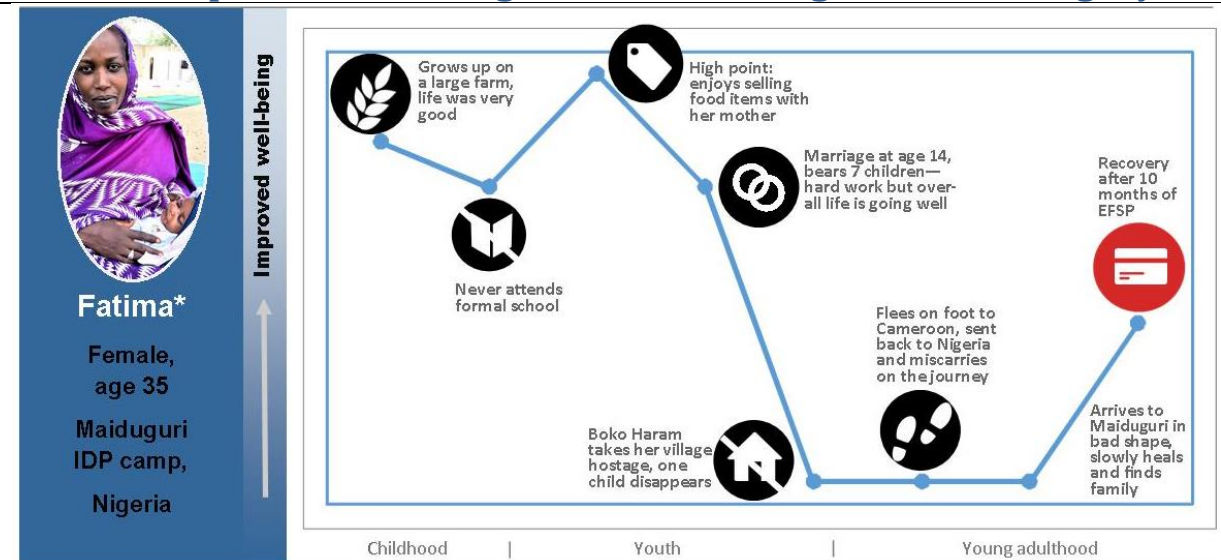 Fatima*
Female,
age 35
Maiduguri
IDP camp,
Nigeria
Improved well-being
Grows up on
a large farm,
life was very
good
Never attends
formal school
High point:
enjoys selling
food items with
her mother
Marriage at age 14,
bears 7 children—
hard work but over-
all life is going well
Boko Haram
takes her village
hostage, one
child disappears
Flees on foot to
Cameroon, sent
back to Nigeria
and miscarries
on the journey
Arrives to
Maiduguri in
bad shape,
slowly heals
and finds
family
Recovery
after 10
months of
EFSP
Childhood | Youth | Young adulthood